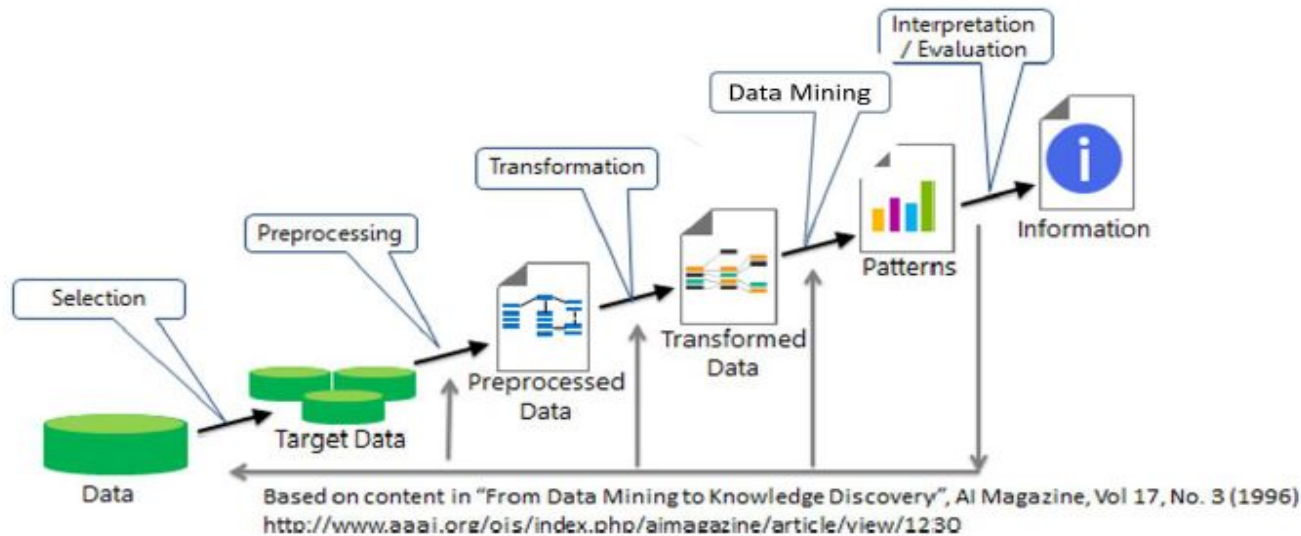 Interpretation
/ Evaluation
Data Mining
i
Information
Transformation
Patterns
Preprocessing
Transformed
Data
Selection
Preprocessed
Data
Target Data
Data
Based on content in “From Data Mining to Knowledge Discovery”, AI Magazine, Vol 17, No. 3 (1996)
http://www.aaai.org/ojs/index.php/aimagazine/article/view/1230